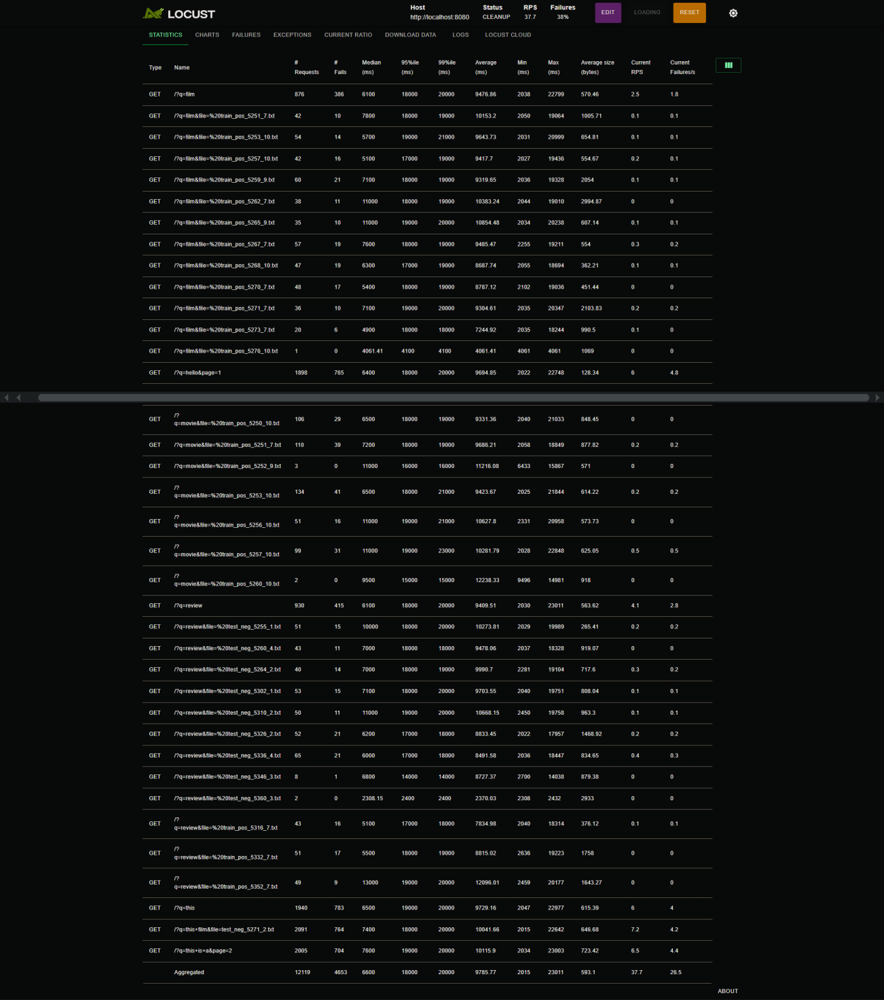 LOCUST
Host
http://localhost:8080
Status
CLEANUP
RPS
37.7
Failures
38%
EDIT
LOADING
RESET
STATISTICS CHARTS FAILURES EXCEPTIONS CURRENT RATIO DOWNLOAD DATA LOGS LOCUST CLOUD
Type Name # Requests # Fails Median (ms) 95%ile (ms) 99%ile (ms) Average (ms) Min (ms) Max (ms) Average size (bytes) Current RPS Current Failures/s
GET /?q=film 876 386 6100 18000 20000 9476.86 2038 22799 570.46 2.5 1.8
GET /?q=film&file=%20train_pos_5251_7.txt 42 10 7800 18000 19000 10153.2 2050 19064 1005.71 0.1 0.1
GET /?q=film&file=%20train_pos_5253_10.txt 54 14 5700 19000 21000 9643.73 2031 20999 654.81 0.1 0.1
GET /?q=film&file=%20train_pos_5257_10.txt 42 16 5100 17000 19000 9417.7 2027 19436 554.67 0.2 0.1
GET /?q=film&file=%20train_pos_5259_9.txt 60 21 7100 18000 19000 9319.65 2036 19328 2054 0.1 0.1
GET /?q=film&file=%20train_pos_5262_7.txt 38 11 11000 18000 19000 10383.24 2044 19010 2994.87 0 0
GET /?q=film&file=%20train_pos_5265_9.txt 35 10 11000 19000 20000 10854.48 2034 20238 607.14 0.1 0.1
GET /?q=film&file=%20train_pos_5267_7.txt 57 19 7600 18000 19000 9485.47 2255 19211 554 0.3 0.2
GET /?q=film&file=%20train_pos_5268_10.txt 47 19 6300 17000 19000 8687.74 2055 18694 362.21 0.1 0.1
GET /?q=film&file=%20train_pos_5270_7.txt 48 17 5400 18000 19000 8787.12 2102 19036 451.44 0 0
GET /?q=film&file=%20train_pos_5271_7.txt 36 10 7100 19000 20000 9304.61 2035 20347 2103.83 0.2 0.2
GET /?q=film&file=%20train_pos_5273_7.txt 20 6 4900 18000 18000 7244.92 2035 18244 990.5 0.1 0
GET /?q=film&file=%20train_pos_5276_10.txt 1 0 4061.41 4100 4100 4061.41 4061 4061 1069 0 0
GET /?q=hello&page=1 1898 765 6400 18000 20000 9694.85 2022 22748 128.34 6 4.8
GET /?q=movie&file=%20train_pos_5250_10.txt 106 29 6500 18000 19000 9331.36 2040 21033 848.45 0 0
GET /?q=movie&file=%20train_pos_5251_7.txt 110 39 7200 18000 19000 9686.21 2058 18849 877.82 0.2 0.2
GET /?q=movie&file=%20train_pos_5252_9.txt 3 0 11000 16000 16000 11216.08 6433 15867 571 0 0
GET /?q=movie&file=%20train_pos_5253_10.txt 134 41 6500 18000 21000 9423.67 2025 21844 614.22 0.2 0.2
GET /?q=movie&file=%20train_pos_5256_10.txt 51 16 11000 19000 21000 10627.8 2331 20958 573.73 0 0
GET /?q=movie&file=%20train_pos_5257_10.txt 99 31 11000 19000 23000 10281.79 2028 22848 625.05 0.5 0.5
GET /?q=movie&file=%20train_pos_5260_10.txt 2 0 9500 15000 15000 12238.33 9496 14981 918 0 0
GET /?q=review 930 415 6100 18000 20000 9409.51 2030 23011 563.62 4.1 2.8
GET /?q=review&file=%20test_neg_5255_1.txt 51 15 10000 18000 20000 10273.81 2029 19989 265.41 0.2 0.2
GET /?q=review&file=%20test_neg_5260_4.txt 43 11 7000 18000 18000 9478.06 2037 18328 919.07 0 0
GET /?q=review&file=%20test_neg_5264_2.txt 40 14 7000 18000 19000 9990.7 2281 19104 717.6 0.3 0.2
GET /?q=review&file=%20test_neg_5302_1.txt 53 15 7100 18000 20000 9703.55 2040 19751 808.04 0.1 0.1
GET /?q=review&file=%20test_neg_5310_2.txt 50 11 11000 19000 20000 10668.15 2450 19758 963.3 0.1 0.1
GET /?q=review&file=%20test_neg_5326_2.txt 52 21 6200 17000 18000 8833.45 2022 17957 1468.92 0.2 0.2
GET /?q=review&file=%20test_neg_5336_4.txt 65 21 6000 17000 18000 8491.58 2036 18447 834.65 0.4 0.3
GET /?q=review&file=%20test_neg_5346_3.txt 8 1 6800 14000 14000 8727.37 2700 14038 879.38 0 0
GET /?q=review&file=%20test_neg_5360_3.txt 2 0 2308.15 2400 2400 2370.03 2308 2432 2933 0 0
GET /?q=review&file=%20train_pos_5316_7.txt 43 16 5100 17000 18000 7834.98 2040 18314 376.12 0.1 0.1
GET /?q=review&file=%20train_pos_5332_7.txt 51 17 5500 18000 19000 8815.02 2636 19223 1758 0 0
GET /?q=review&file=%20train_pos_5352_7.txt 49 9 13000 19000 20000 12096.01 2459 20177 1643.27 0 0
GET /?q=this 1940 783 6500 19000 20000 9729.16 2047 22977 615.39 6 4
GET /?q=this+film&file=test_neg_5271_2.txt 2091 764 7400 18000 20000 10041.66 2015 22642 646.68 7.2 4.2
GET /?q=this+is+a&page=2 2005 704 7600 19000 20000 10115.9 2034 23003 723.42 6.5 4.4
Aggregated 12119 4653 6600 18000 20000 9785.77 2015 23011 593.1 37.7 26.5
ABOUT